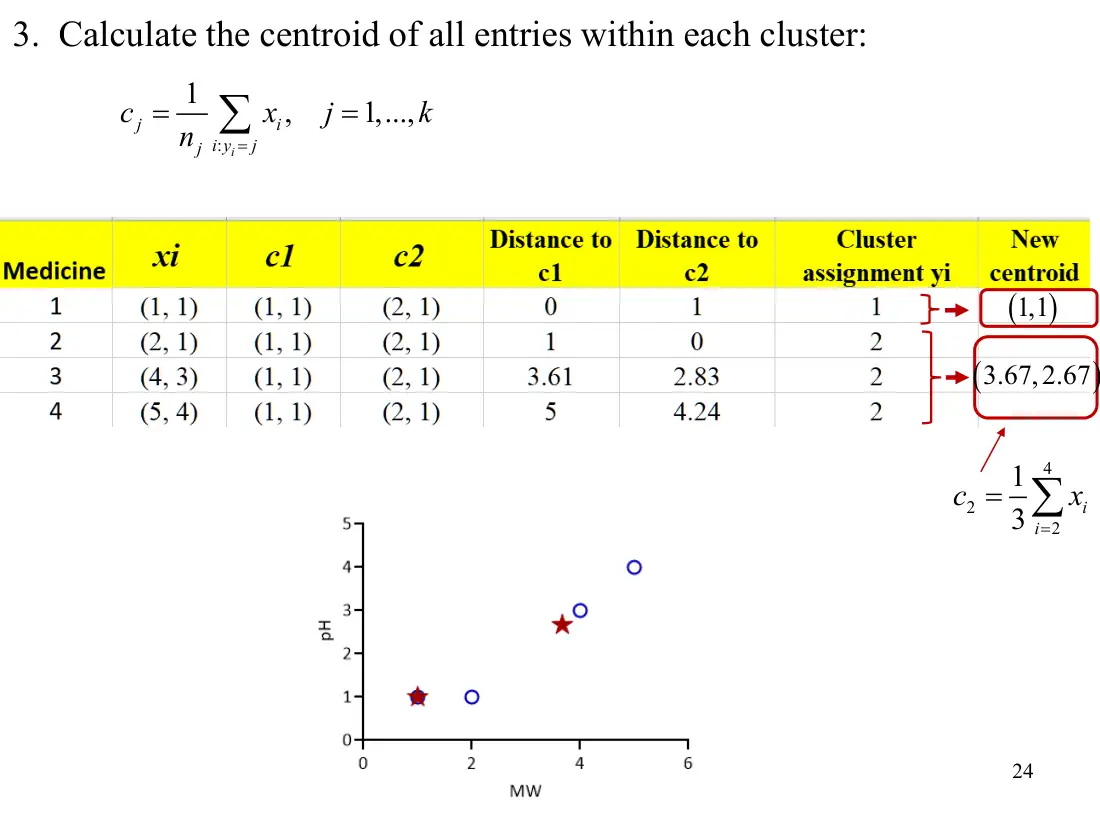 3. Calculate the centroid of all entries within each cluster:
c_j = 1/n_j ∑_{i:y_i=j} x_i, j = 1,...,k
Medicine xi c1 c2 Distance to c1 Distance to c2 Cluster assignment yi New centroid
1 (1, 1) (1, 1) (2, 1) 0 1 1 (1,1)
2 (2, 1) (1, 1) (2, 1) 1 0 2
3 (4, 3) (1, 1) (2, 1) 3.61 2.83 2 (3.67, 2.67)
4 (5, 4) (1, 1) (2, 1) 5 4.24 2
c_2 = 1/3 ∑_{i=2}^{4} x_i
5
4
3
pH
2
1
0
0 2 4 6
MW
24